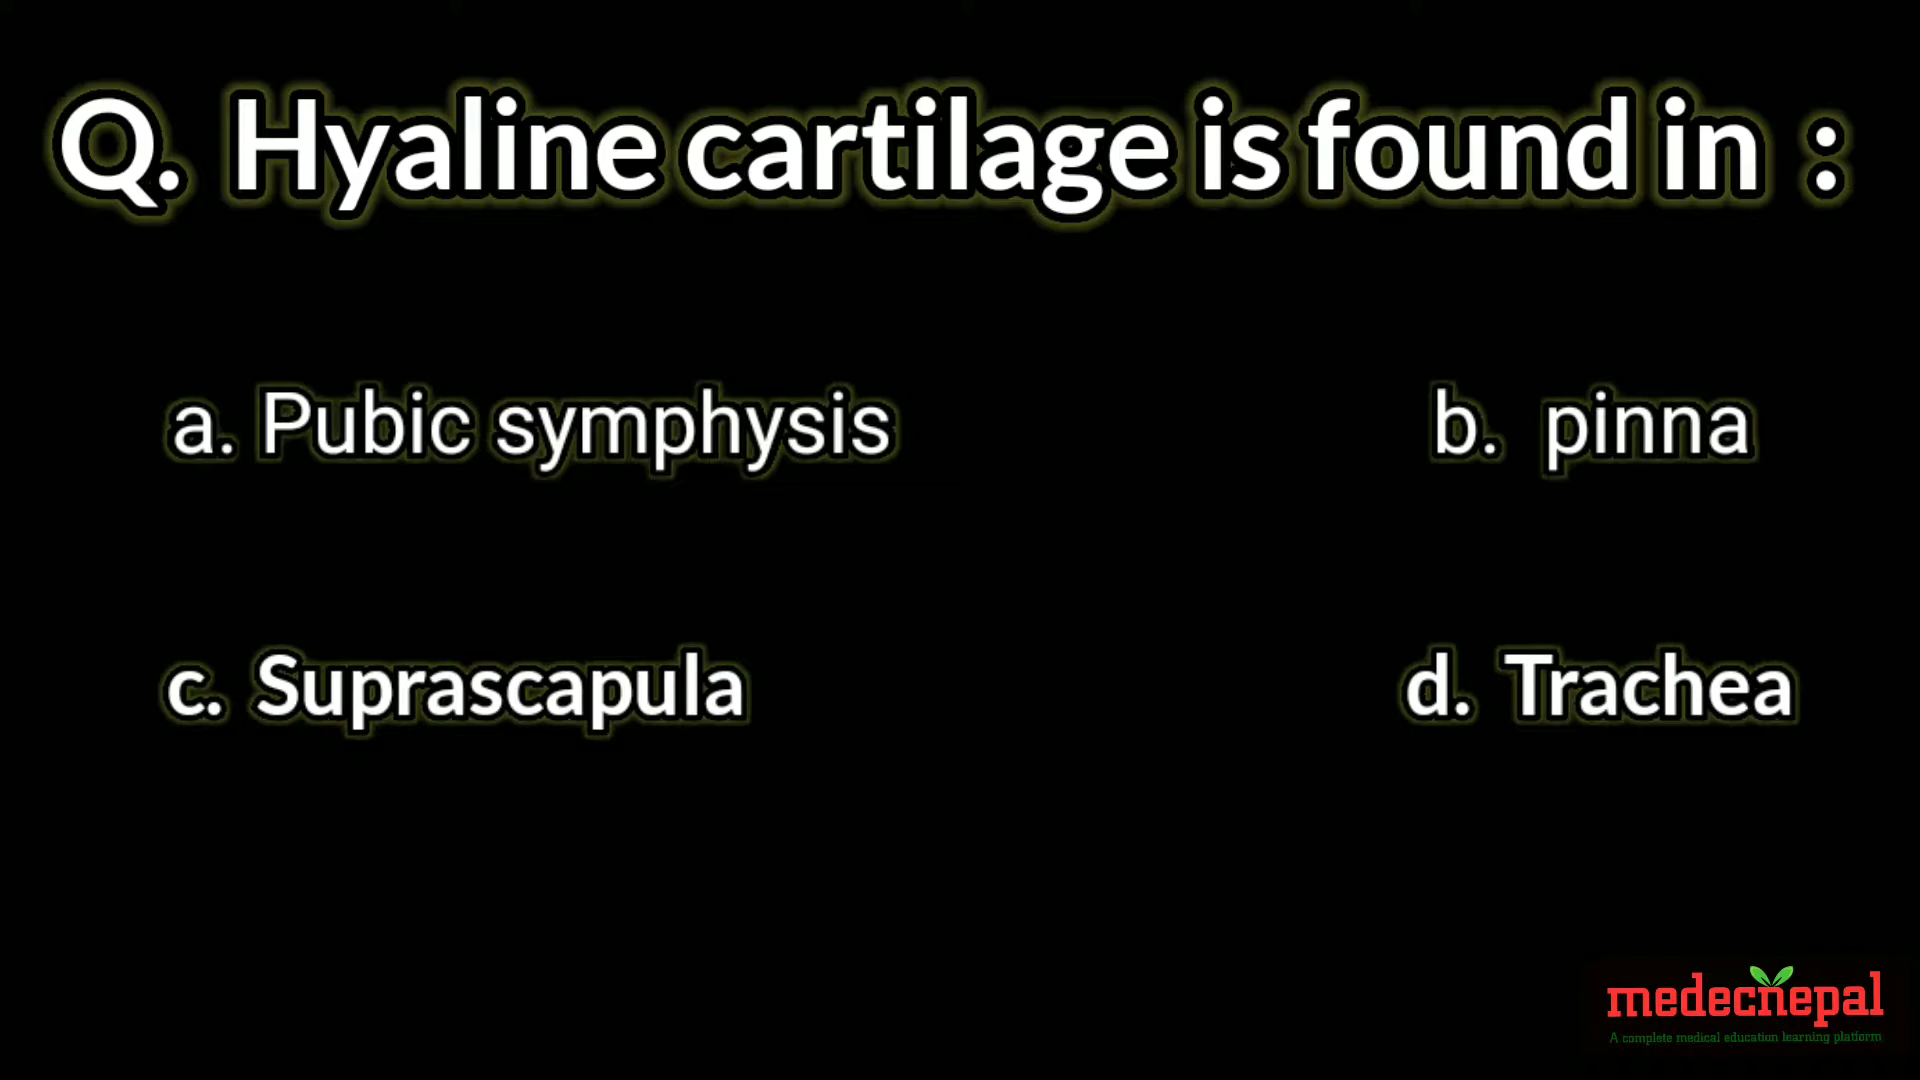 Q. Hyaline cartilage is found in :
a. Pubic symphysis
b. pinna
c. Suprascapula
d. Trachea
medecnepal
A complete medical education learning platform